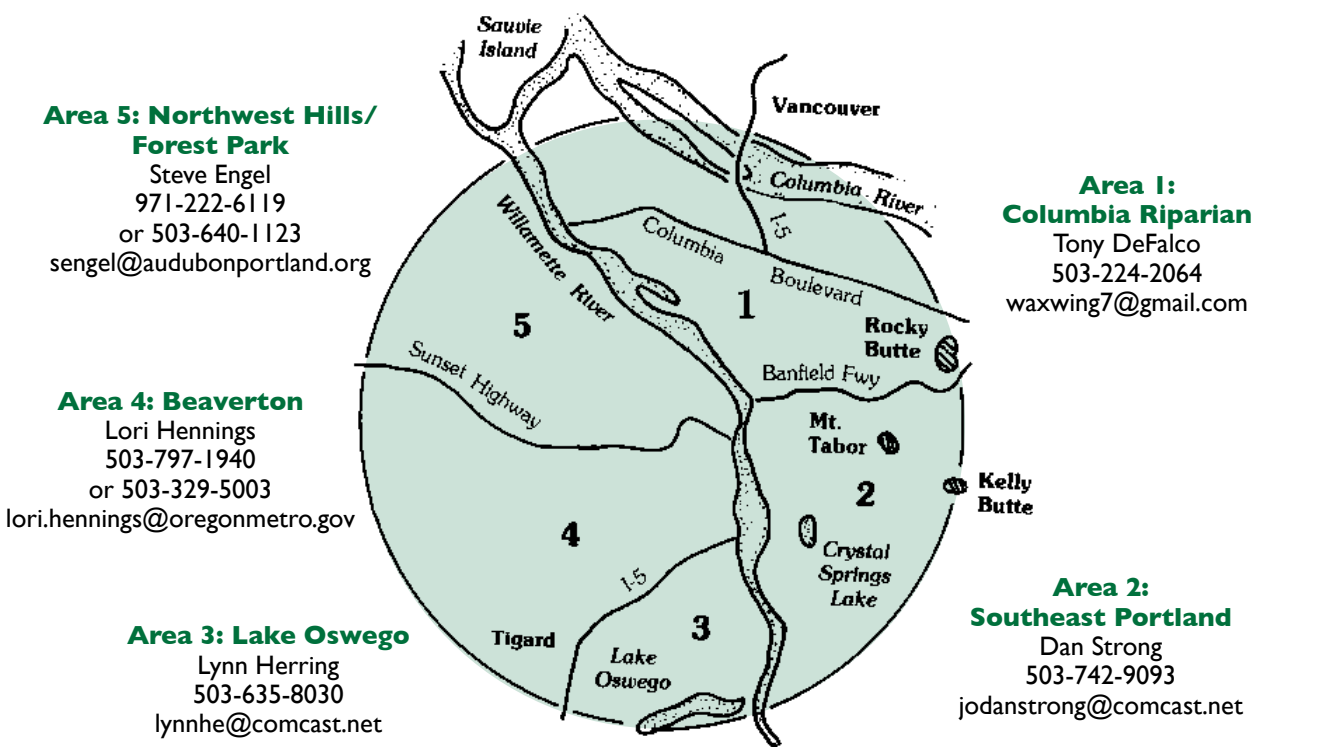 Sauvie
Island
Vancouver
Area 5: Northwest Hills/
Forest Park
Steve Engel
971-222-6119
or 503-640-1123
sengel@audubonportland.org
Columbia River
Area 1:
Columbia Riparian
Tony DeFalco
503-224-2064
waxwing7@gmail.com
Willamette River
I-5
Columbia Boulevard
1
5
Rocky
Butte
Sunset Highway
Banfield Fwy
Area 4: Beaverton
Lori Hennings
503-797-1940
or 503-329-5003
lori.hennings@oregonmetro.gov
Mt.
Tabor
2
Kelly
Butte
4
Crystal
Springs
Lake
I-5
Area 2:
Southeast Portland
Dan Strong
503-742-9093
jodanstrong@comcast.net
Area 3: Lake Oswego
Lynn Herring
503-635-8030
lynnhe@comcast.net
Tigard
3
Lake
Oswego